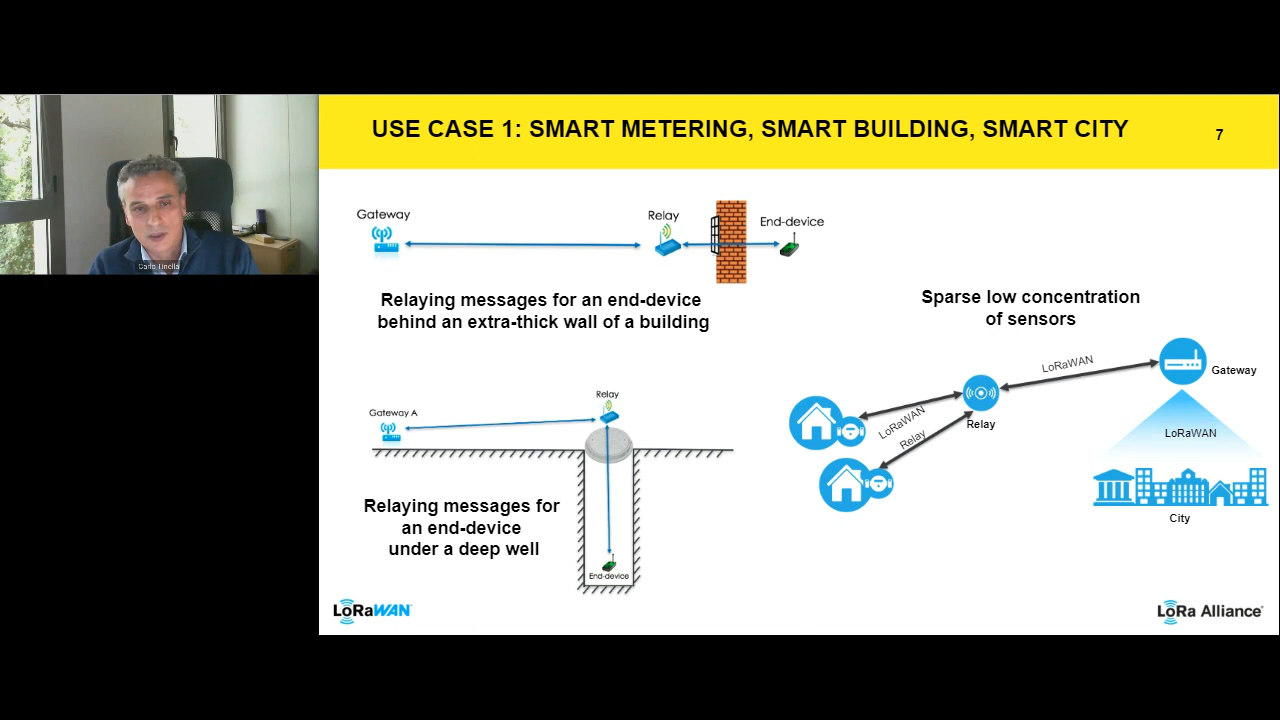 USE CASE 1: SMART METERING, SMART BUILDING, SMART CITY
7
Gateway
Relay
End-device
Relaying messages for an end-device
behind an extra-thick wall of a building
Sparse low concentration
of sensors
LoRaWAN
Gateway
Relay
LoRaWAN
Relay
LoRaWAN
City
Relay
Gateway A
Relaying messages for
an end-device
under a deep well
End-device
LoRaWAN
LoRa Alliance
Carlo Tinella